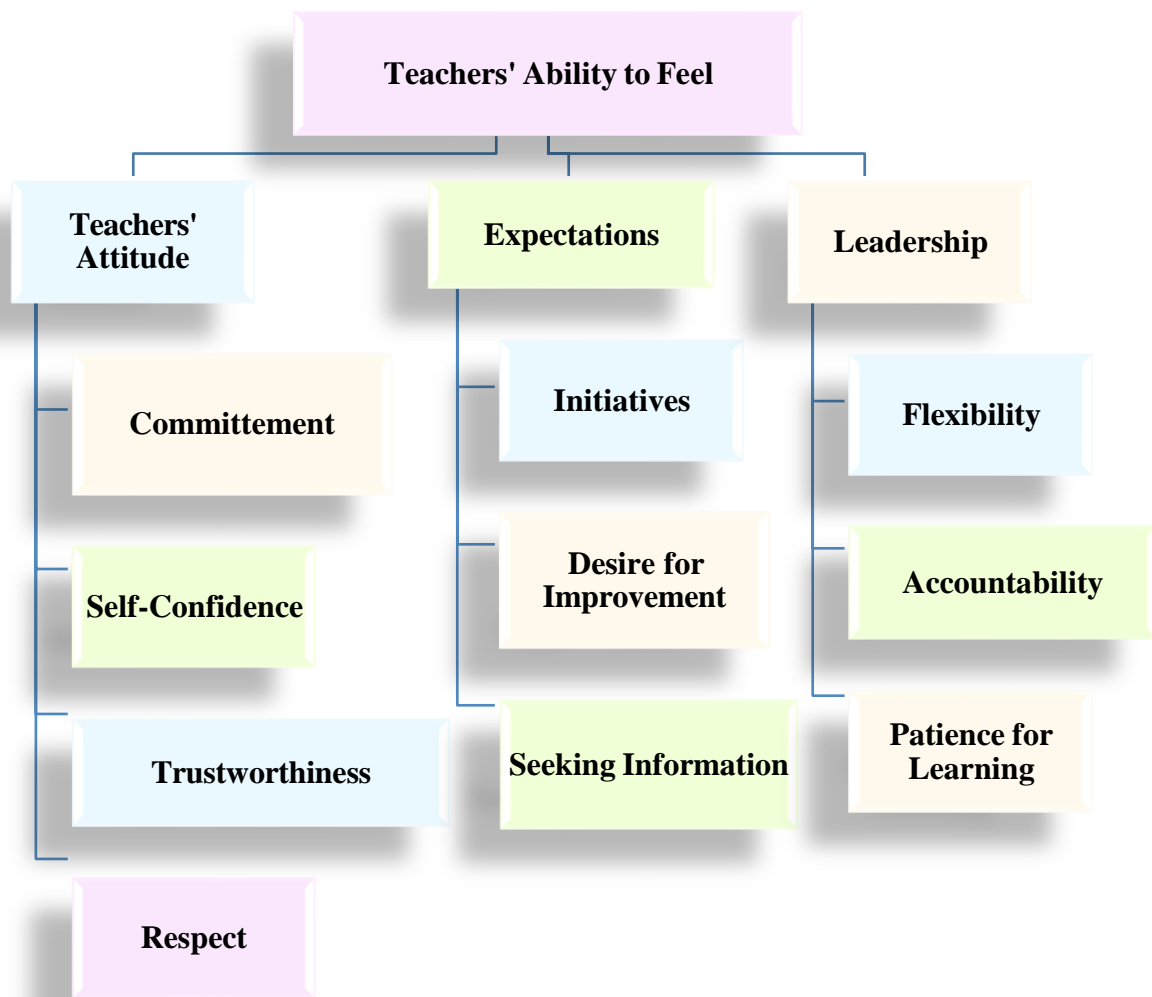 Teachers' Ability to Feel
Teachers'
Attitude
Expectations
Leadership
Committement
Self-Confidence
Trustworthiness
Respect
Initiatives
Desire for
Improvement
Seeking Information
Flexibility
Accountability
Patience for
Learning